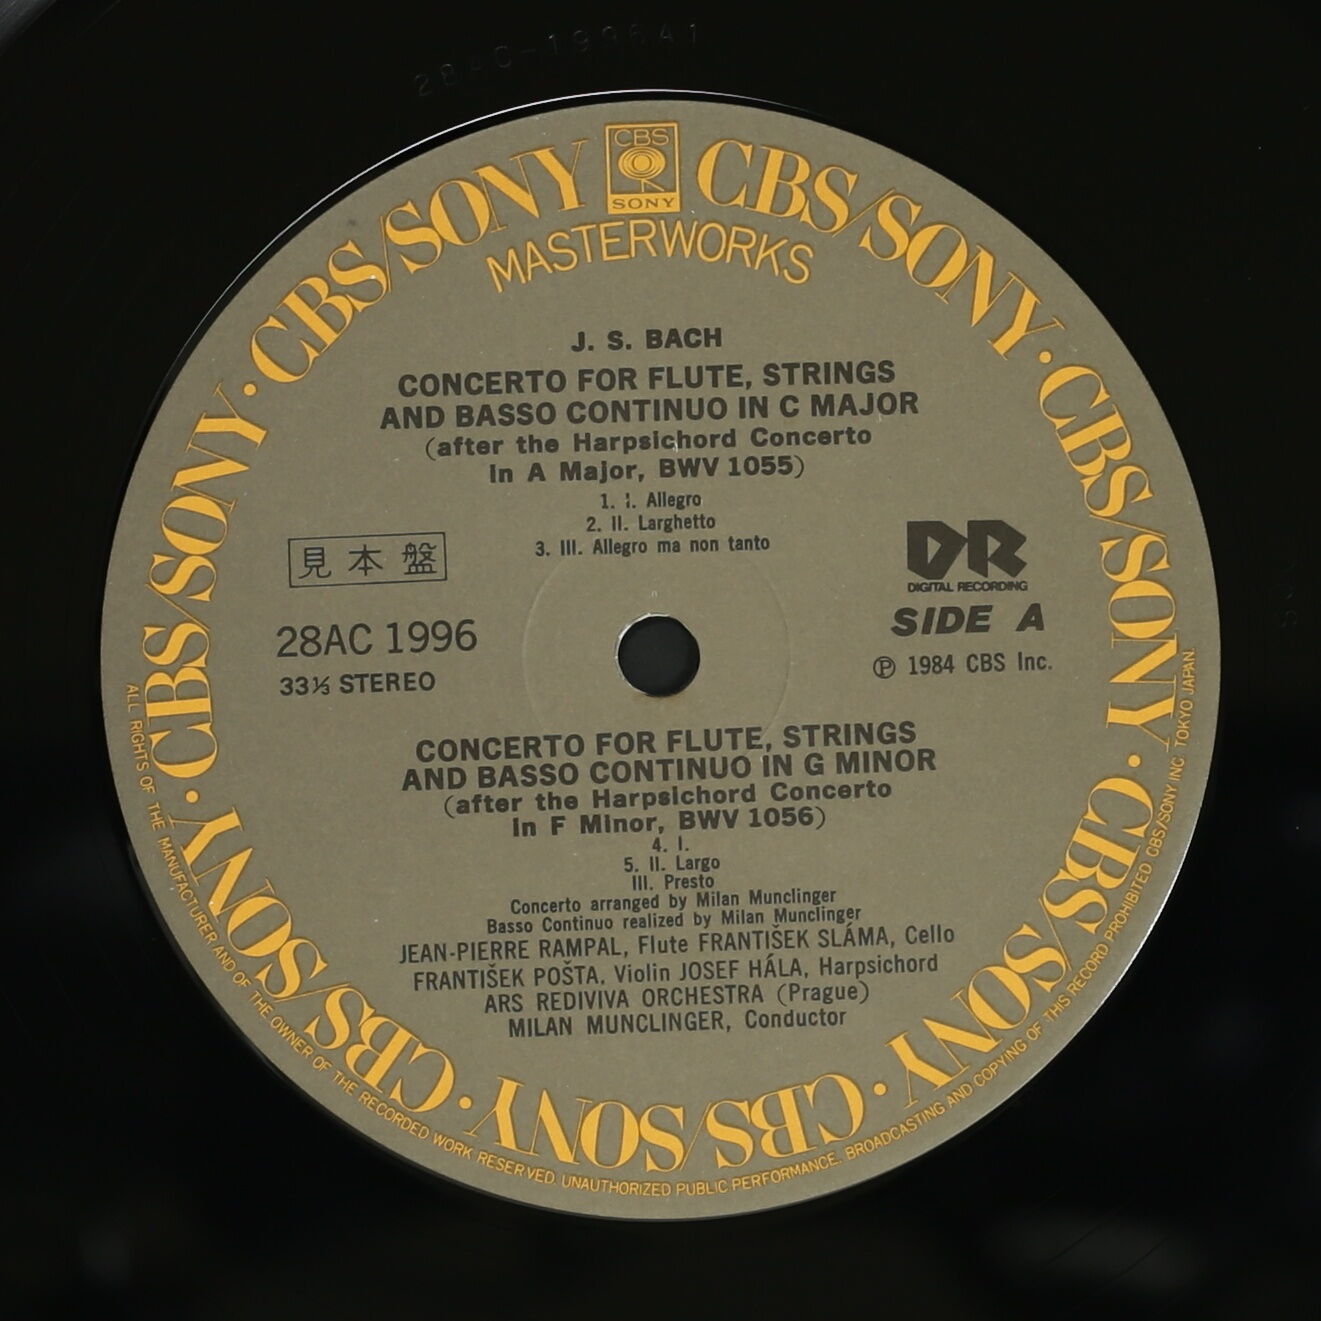 28AC-1996A1
CBS/SONY
CBS
SONY
CBS/SONY · CBS/SONY · CBS/SONY · CBS/SONY · CBS/SONY · CBS/SONY · CBS/SONY
MASTERWORKS
J. S. BACH
CONCERTO FOR FLUTE, STRINGS
AND BASSO CONTINUO IN C MAJOR
(after the Harpsichord Concerto
in A Major, BWV 1055)
1. I. Allegro
2. II. Larghetto
3. III. Allegro ma non tanto
見本盤
DR
DIGITAL RECORDING
SIDE A
28AC 1996
33⅓ STEREO
℗ 1984 CBS Inc.
CONCERTO FOR FLUTE, STRINGS
AND BASSO CONTINUO IN G MINOR
(after the Harpsichord Concerto
in F Minor, BWV 1056)
4. I.
5. II. Largo
III. Presto
Concerto arranged by Milan Munclinger
Basso Continuo realized by Milan Munclinger
JEAN-PIERRE RAMPAL, Flute FRANTIŠEK SLÁMA, Cello
FRANTIŠEK POŠTA, Violin JOSEF HÁLA, Harpsichord
ARS REDIVIVA ORCHESTRA (Prague)
MILAN MUNCLINGER, Conductor
ALL RIGHTS OF THE MANUFACTURER AND OF THE OWNER OF THE RECORDED WORK RESERVED. UNAUTHORIZED PUBLIC PERFORMANCE. BROADCASTING AND COPYING OF THIS RECORD PROHIBITED CBS/SONY INC. TOKYO JAPAN.